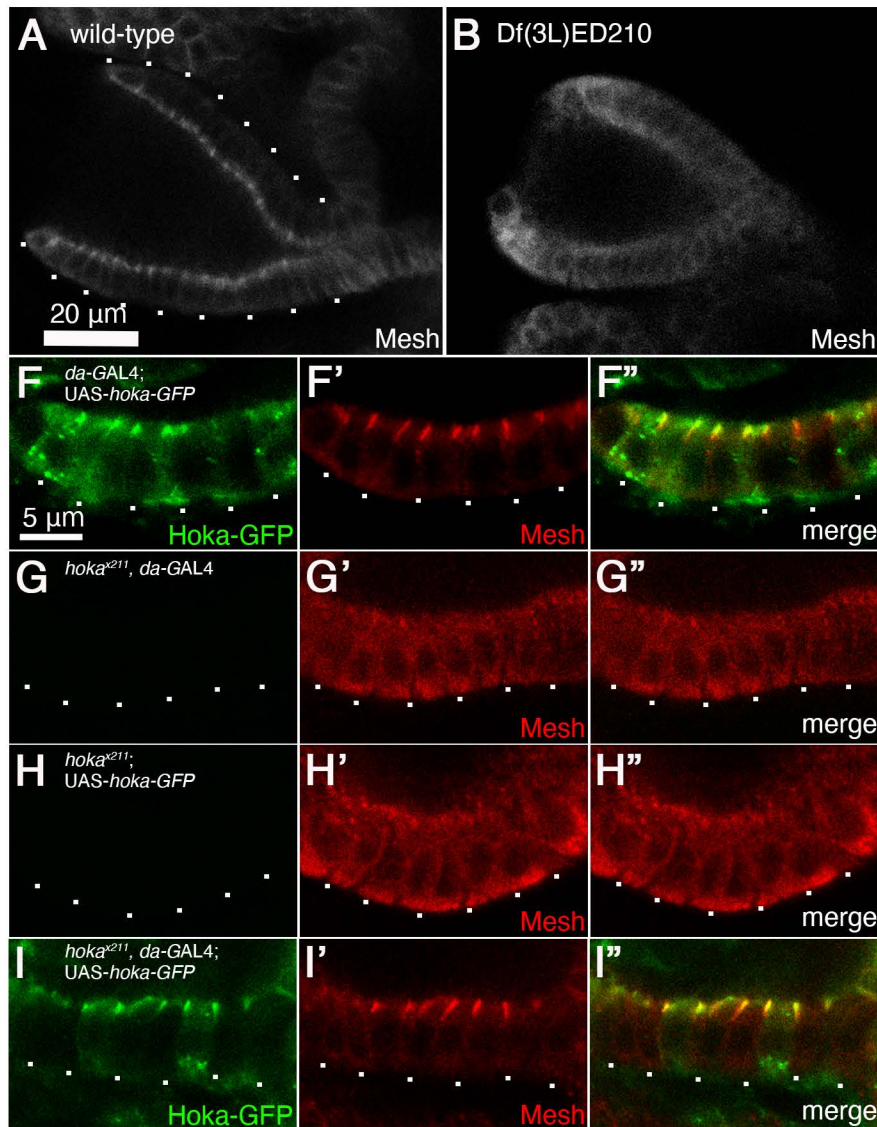 A wild-type
20 µm
Mesh
B Df(3L)ED210
Mesh
F da-GAL4;
UAS-hoka-GFP
5 µm
Hoka-GFP
F'
Mesh
F"
merge
G hokaˣ²¹¹, da-GAL4
G'
Mesh
G"
merge
H hokaˣ²¹¹;
UAS-hoka-GFP
H'
Mesh
H"
merge
I hokaˣ²¹¹, da-GAL4;
UAS-hoka-GFP
Hoka-GFP
I'
Mesh
I"
merge